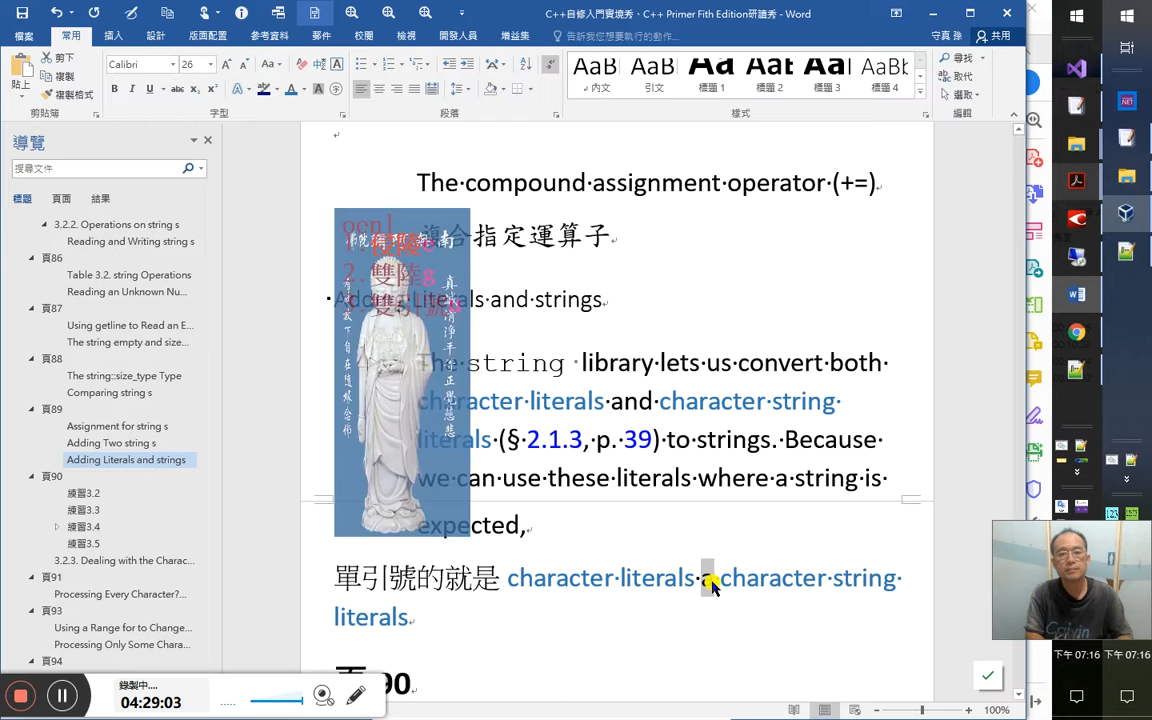 C++自修入門實境秀、C++ Primer Fith Edition研讀秀 - Word
檔案 常用 插入 設計 版面配置 參考資料 郵件 校閱 檢視 開發人員 增益集 告訴我您想要執行的動作... 守真 孫 共用
貼上 剪下 複製 複製格式
Calibri 26
AaB AaBb Aa AaB Aal AaBb
內文 引文 標題 1 標題 2 標題 3 標題 4
尋找 取代 選取
剪貼簿 字型 段落 樣式 編輯
導覽
搜尋文件
標題 頁面 結果
3.2.2. Operations on string s
Reading and Writing string s
頁86
Table 3.2. string Operations
Reading an Unknown Nu...
頁87
Using getline to Read an E...
The string empty and size...
頁88
The string::size_type Type
Comparing string s
頁89
Assignment for string s
Adding Two string s
Adding Literals and strings
頁90
練習3.2
練習3.3
練習3.4
練習3.5
3.2.3. Dealing with the Charac...
頁91
Processing Every Character?...
頁93
Using a Range for to Change...
Processing Only Some Chara...
頁94
The compound assignment operator (+=)
複合指定運算子
Adding Literals and strings
The string library lets us convert both
character literals and character string
literals (§ 2.1.3, p. 39) to strings. Because
we can use these literals where a string is
expected,
單引號的就是 character literals a character string
literals
頁90
錄製中....
04:29:03
100%
下午 07:16 下午 07:16